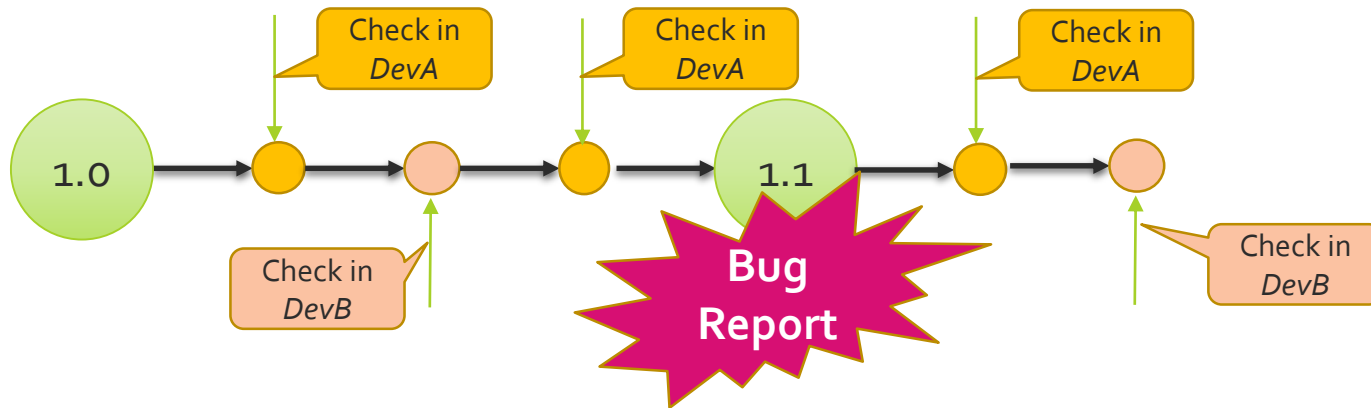 Check in
DevA
Check in
DevA
Check in
DevA
1.0
1.1
Check in
DevB
Bug
Report
Check in
DevB